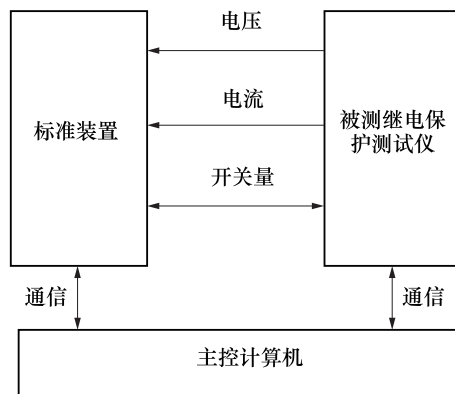 电压
标准装置
电流
被测继电保
护测试仪
开关量
通信
通信
主控计算机